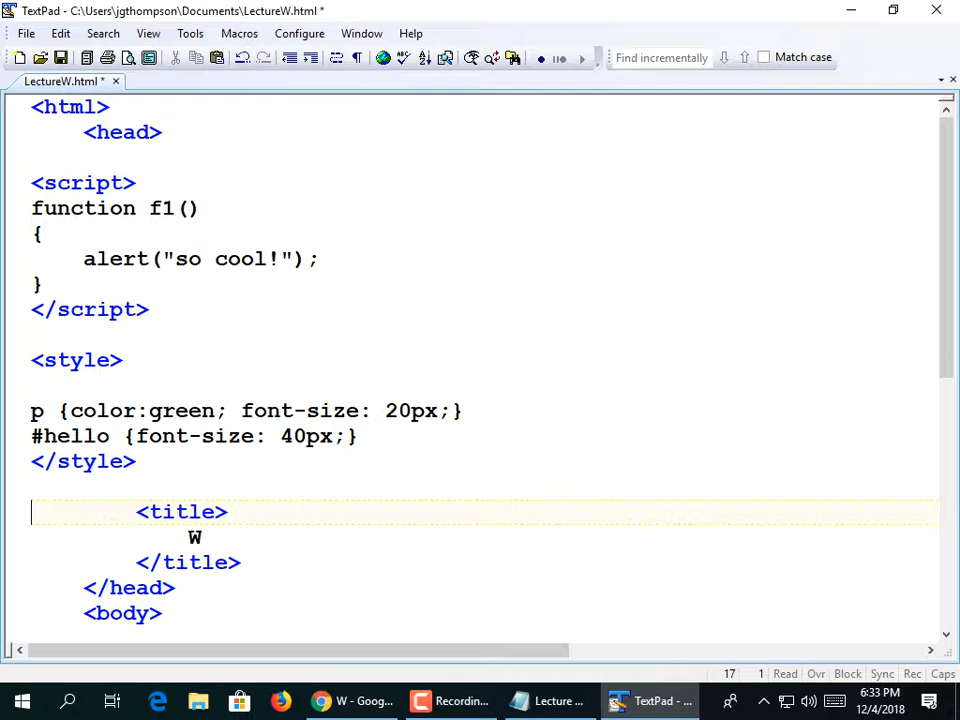 TextPad - C:\Users\jgthompson\Documents\LectureW.html *
File Edit Search View Tools Macros Configure Window Help
Find incrementally Match case
LectureW.html *
<html>
<head>
<script>
function f1()
{
alert("so cool!");
}
</script>
<style>
p {color:green; font-size: 20px;}
#hello {font-size: 40px;}
</style>
<title>
W
</title>
</head>
<body>
17 1 Read Ovr Block Sync Rec Caps
W - Goog... Recording... Lecture ... TextPad - ... 6:33 PM
12/4/2018